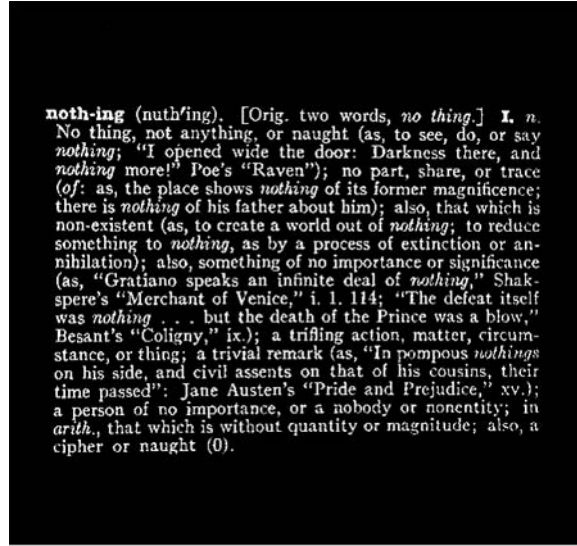 noth-ing (nuth'ing). [Orig. two words, no thing.] I. n.
No thing, not anything, or naught (as, to see, do, or say
nothing; "I opened wide the door: Darkness there, and
nothing more!" Poe's "Raven"); no part, share, or trace
(of: as, the place shows nothing of its former magnificence;
there is nothing of his father about him); also, that which is
non-existent (as, to create a world out of nothing; to reduce
something to nothing, as by a process of extinction or an-
nihilation); also, something of no importance or significance
(as, "Gratiano speaks an infinite deal of nothing," Shak-
spere's "Merchant of Venice," i. 1. 114; "The defeat itself
was nothing . . . but the death of the Prince was a blow,"
Besant's "Coligny," ix.); a trifling action, matter, circum-
stance, or thing; a trivial remark (as, "In pompous nothings
on his side, and civil assents on that of his cousins, their
time passed": Jane Austen's "Pride and Prejudice," xv.);
a person of no importance, or a nobody or nonentity; in
arith., that which is without quantity or magnitude; also, a
cipher or naught (0).